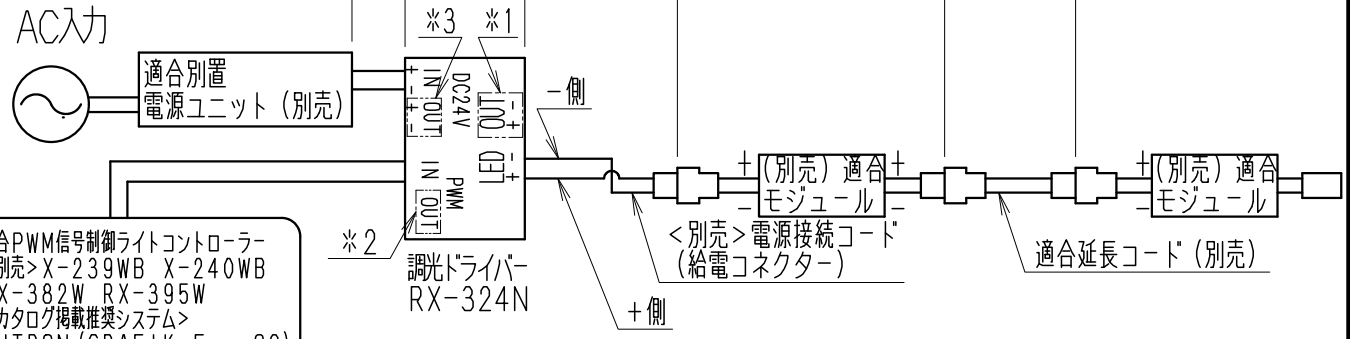 AC入力
適合別置
電源ユニット（別売）
※3
※1
+
-
IN
+
-
OUT
DC24V
OUT
-
+
LED
-
+
IN
OUT
PWM
※2
調光ドライバー
RX-324N
－側
＋側
+
-
（別売）適合
モジュール
+
-
＜別売＞電源接続コード
（給電コネクター）
適合延長コード（別売）
+
-
（別売）適合
モジュール
合PWM信号制御ライトコントローラー
別売＞X-239WB X-240WB
X-382W RX-395W
カタログ掲載推奨システム＞